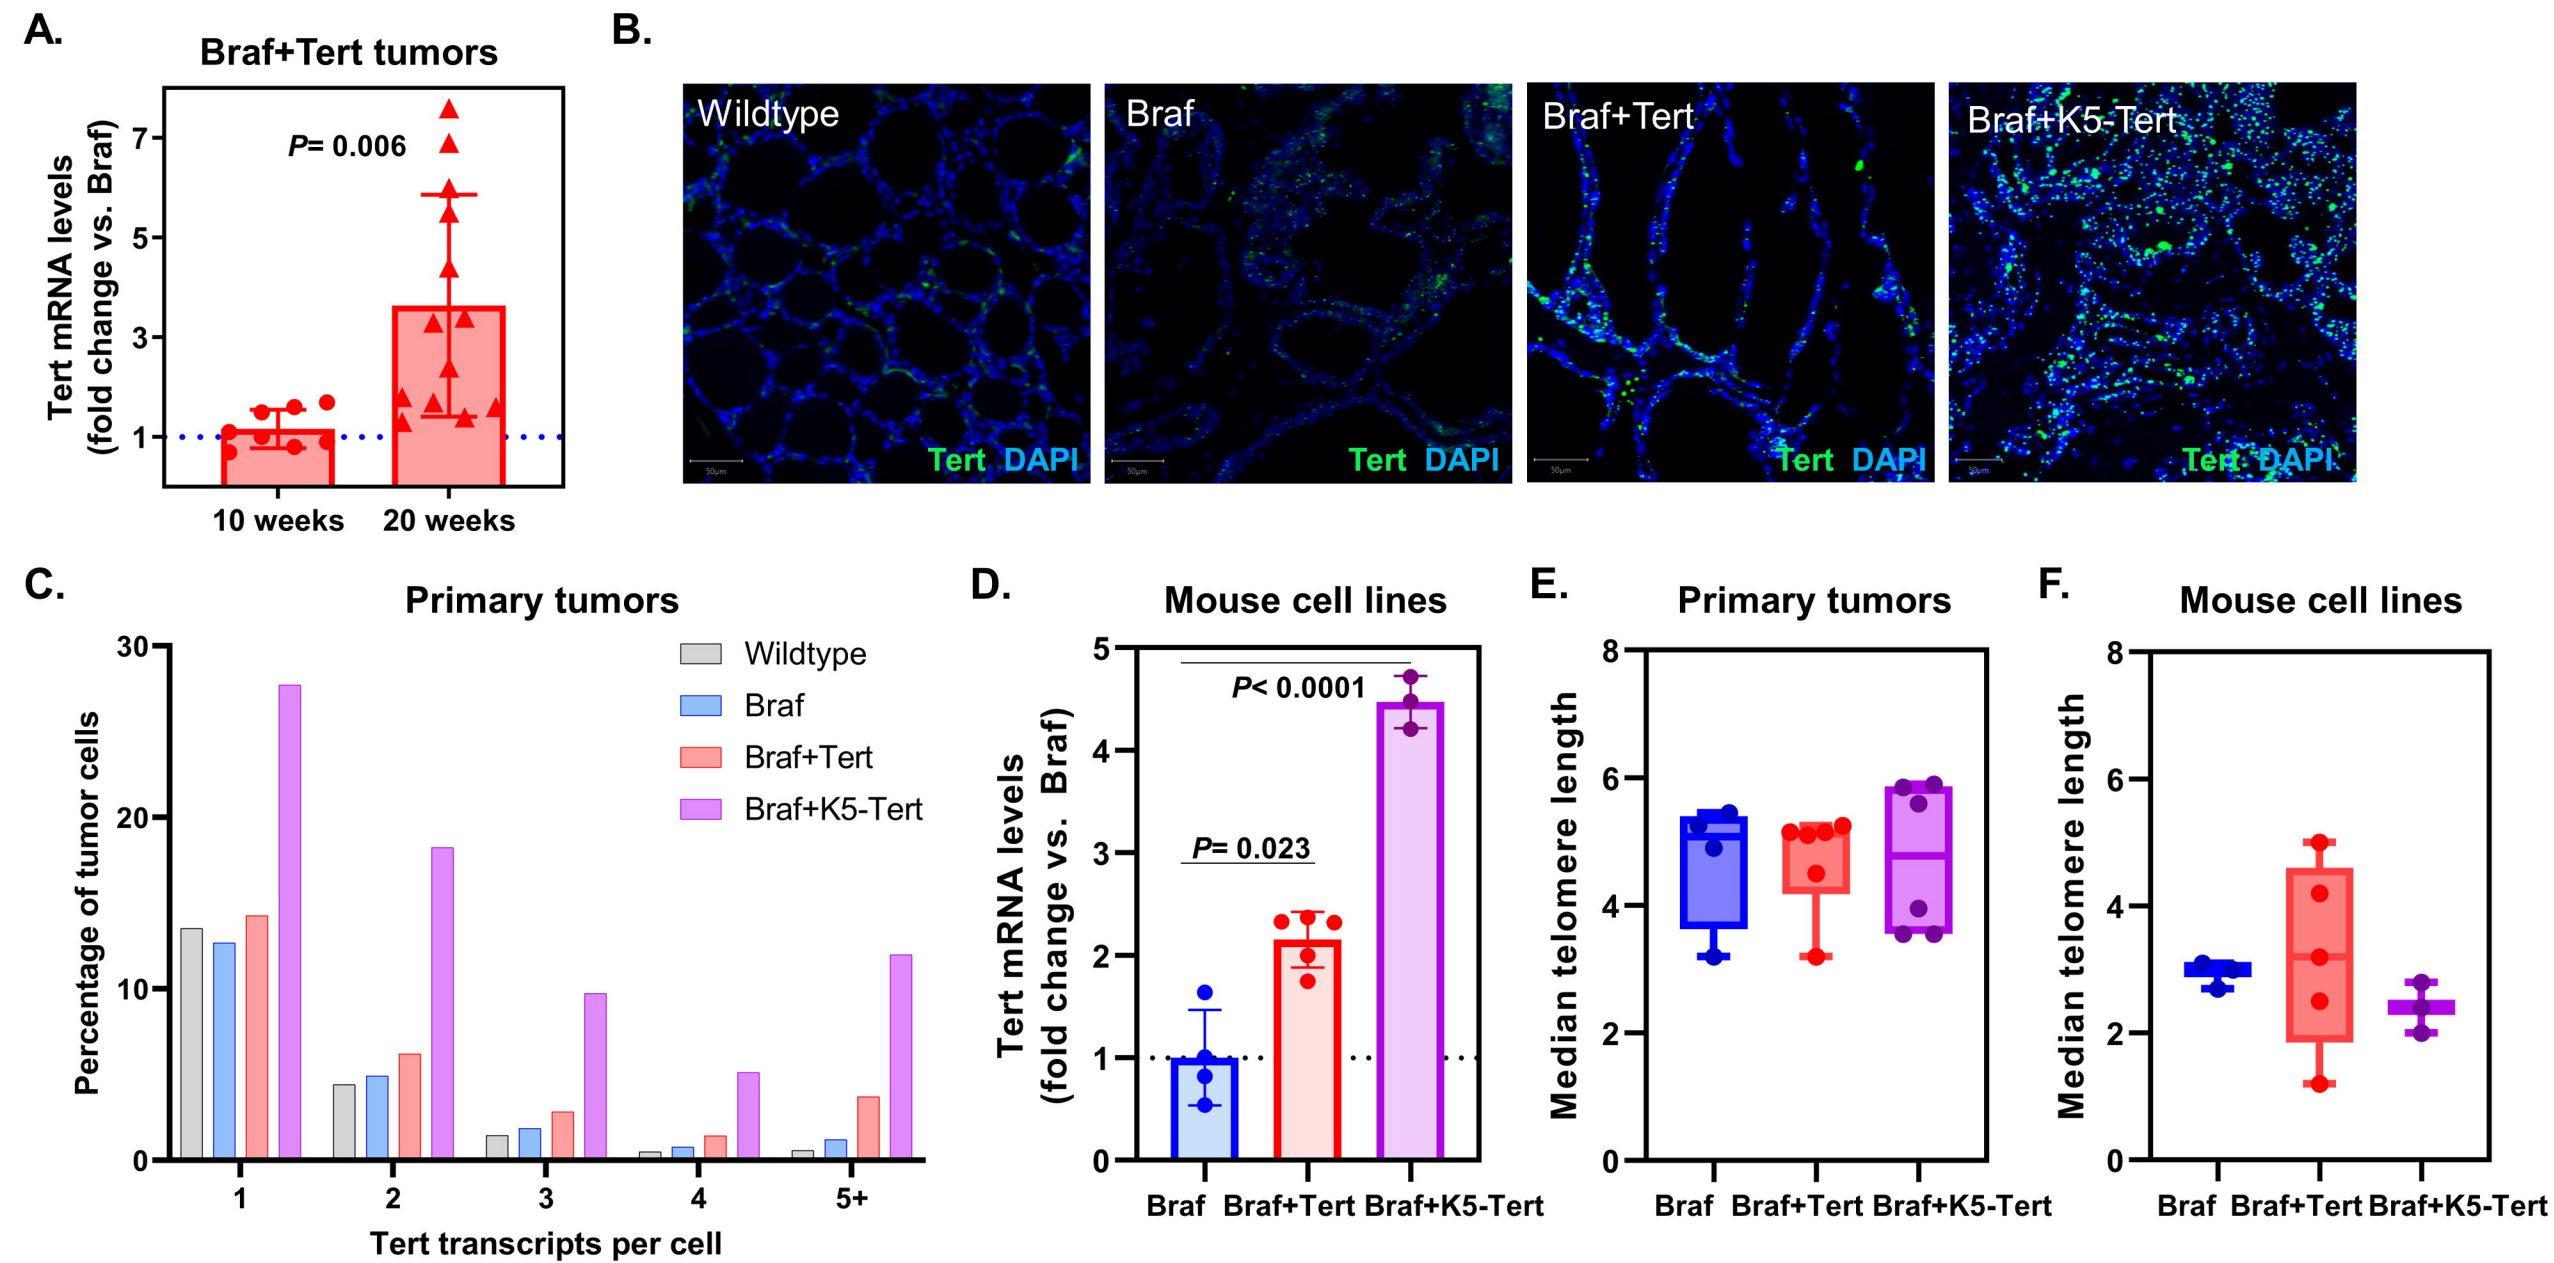 A.
Braf+Tert tumors
Tert mRNA levels
(fold change vs. Braf)
7
5
3
1
P= 0.006
10 weeks
20 weeks
B.
Wildtype
Tert DAPI
50μm
Braf
Tert DAPI
50μm
Braf+Tert
Tert DAPI
50μm
Braf+K5-Tert
Tert DAPI
50μm
C.
Primary tumors
Percentage of tumor cells
30
20
10
0
Wildtype
Braf
Braf+Tert
Braf+K5-Tert
1
2
3
4
5+
Tert transcripts per cell
D.
Mouse cell lines
Tert mRNA levels
(fold change vs. Braf)
5
4
3
2
1
0
P< 0.0001
P= 0.023
Braf
Braf+Tert
Braf+K5-Tert
E.
Primary tumors
Median telomere length
8
6
4
2
0
Braf
Braf+Tert
Braf+K5-Tert
F.
Mouse cell lines
Median telomere length
8
6
4
2
0
Braf
Braf+Tert
Braf+K5-Tert